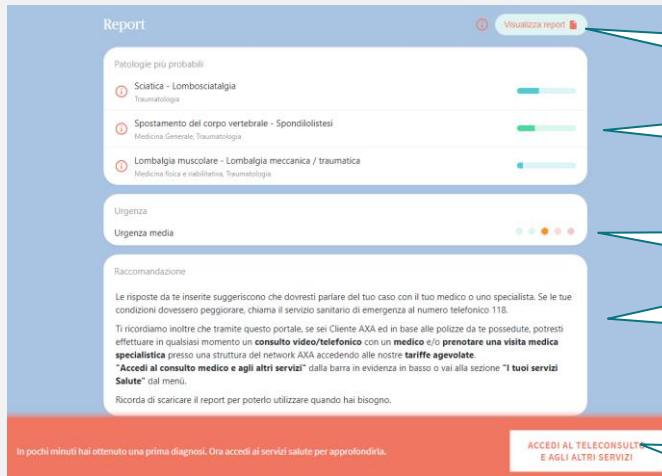 Report
Visualizza report
Patologie più probabili
Sciatica - Lombosciatalgia
Traumatologia
Spostamento del corpo vertebrale - Spondilolistesi
Medicina Generale, Traumatologia
Lombalgia muscolare - Lombalgia meccanica / traumatica
Medicina fisica e riabilitativa, Traumatologia
Urgenza
Urgenza media
Raccomandazione
Le risposte da te inserite suggeriscono che dovresti parlare del tuo caso con il tuo medico o uno specialista. Se le tue
condizioni dovessero peggiorare, chiama il servizio sanitario di emergenza al numero telefonico 118.
Ti ricordiamo inoltre che tramite questo portale, se sei Cliente AXA ed in base alle polizze da te possedute, potresti
effettuare in qualsiasi momento un consulto video/telefonico con un medico e/o prenotare una visita medica
specialistica presso una struttura del network AXA accedendo alle nostre tariffe agevolate.
"Accedi al consulto medico e agli altri servizi" dalla barra in evidenza in basso o vai alla sezione "I tuoi servizi
Salute" dal menù.
Ricorda di scaricare il report per poterlo utilizzare quando hai bisogno.
In pochi minuti hai ottenuto una prima diagnosi. Ora accedi ai servizi salute per approfondirla.
ACCEDI AL TELECONSULTO
E AGLI ALTRI SERVIZI